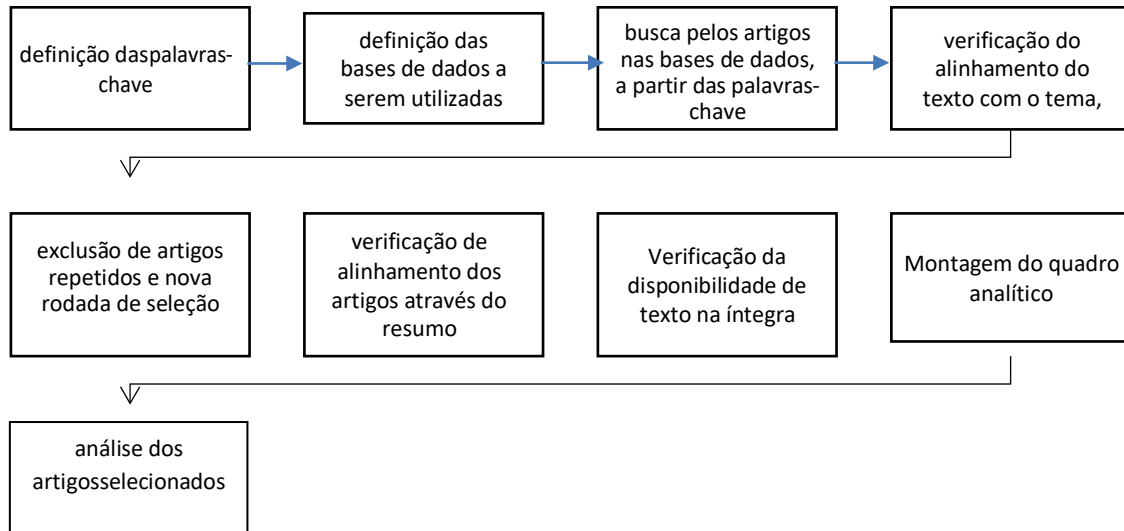 definição daspalavras-
chave
definição das
bases de dados a
serem utilizadas
busca pelos artigos
nas bases de dados,
a partir das palavras-
chave
verificação do
alinhamento do
texto com o tema,
exclusão de artigos
repetidos e nova
rodada de seleção
verificação de
alinhamento dos
artigos através do
resumo
Verificação da
disponibilidade de
texto na íntegra
Montagem do quadro
analítico
análise dos
artigosselecionados